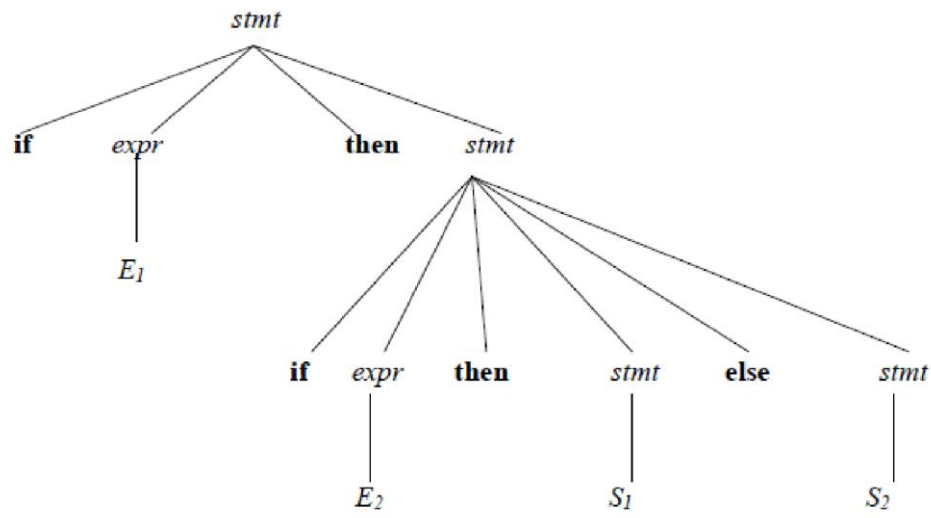 stmt
if expr then stmt
E1
if expr then stmt else stmt
E2 S1 S2